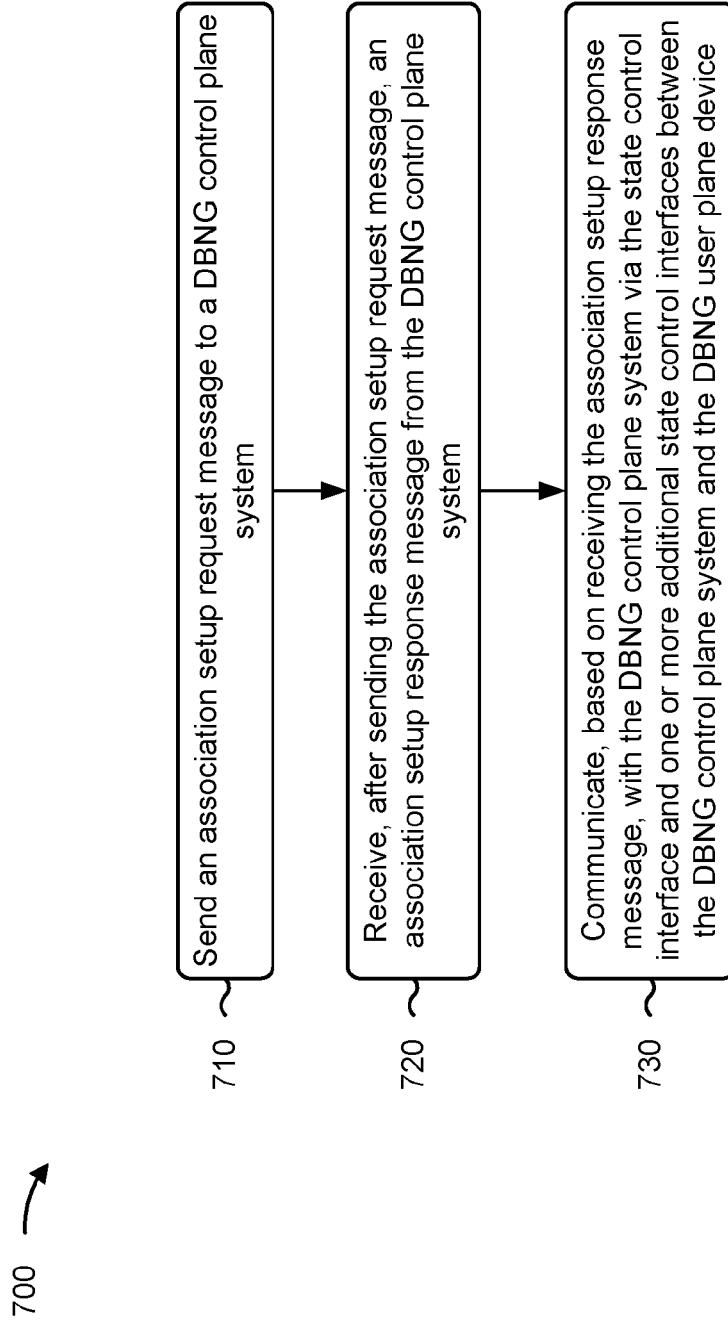 700
710
Send an association setup request message to a DBNG control plane
system
720
Receive, after sending the association setup request message, an
association setup response message from the DBNG control plane
system
730
Communicate, based on receiving the association setup response
message, with the DBNG control plane system via the state control
interface and one or more additional state control interfaces between
the DBNG control plane system and the DBNG user plane device